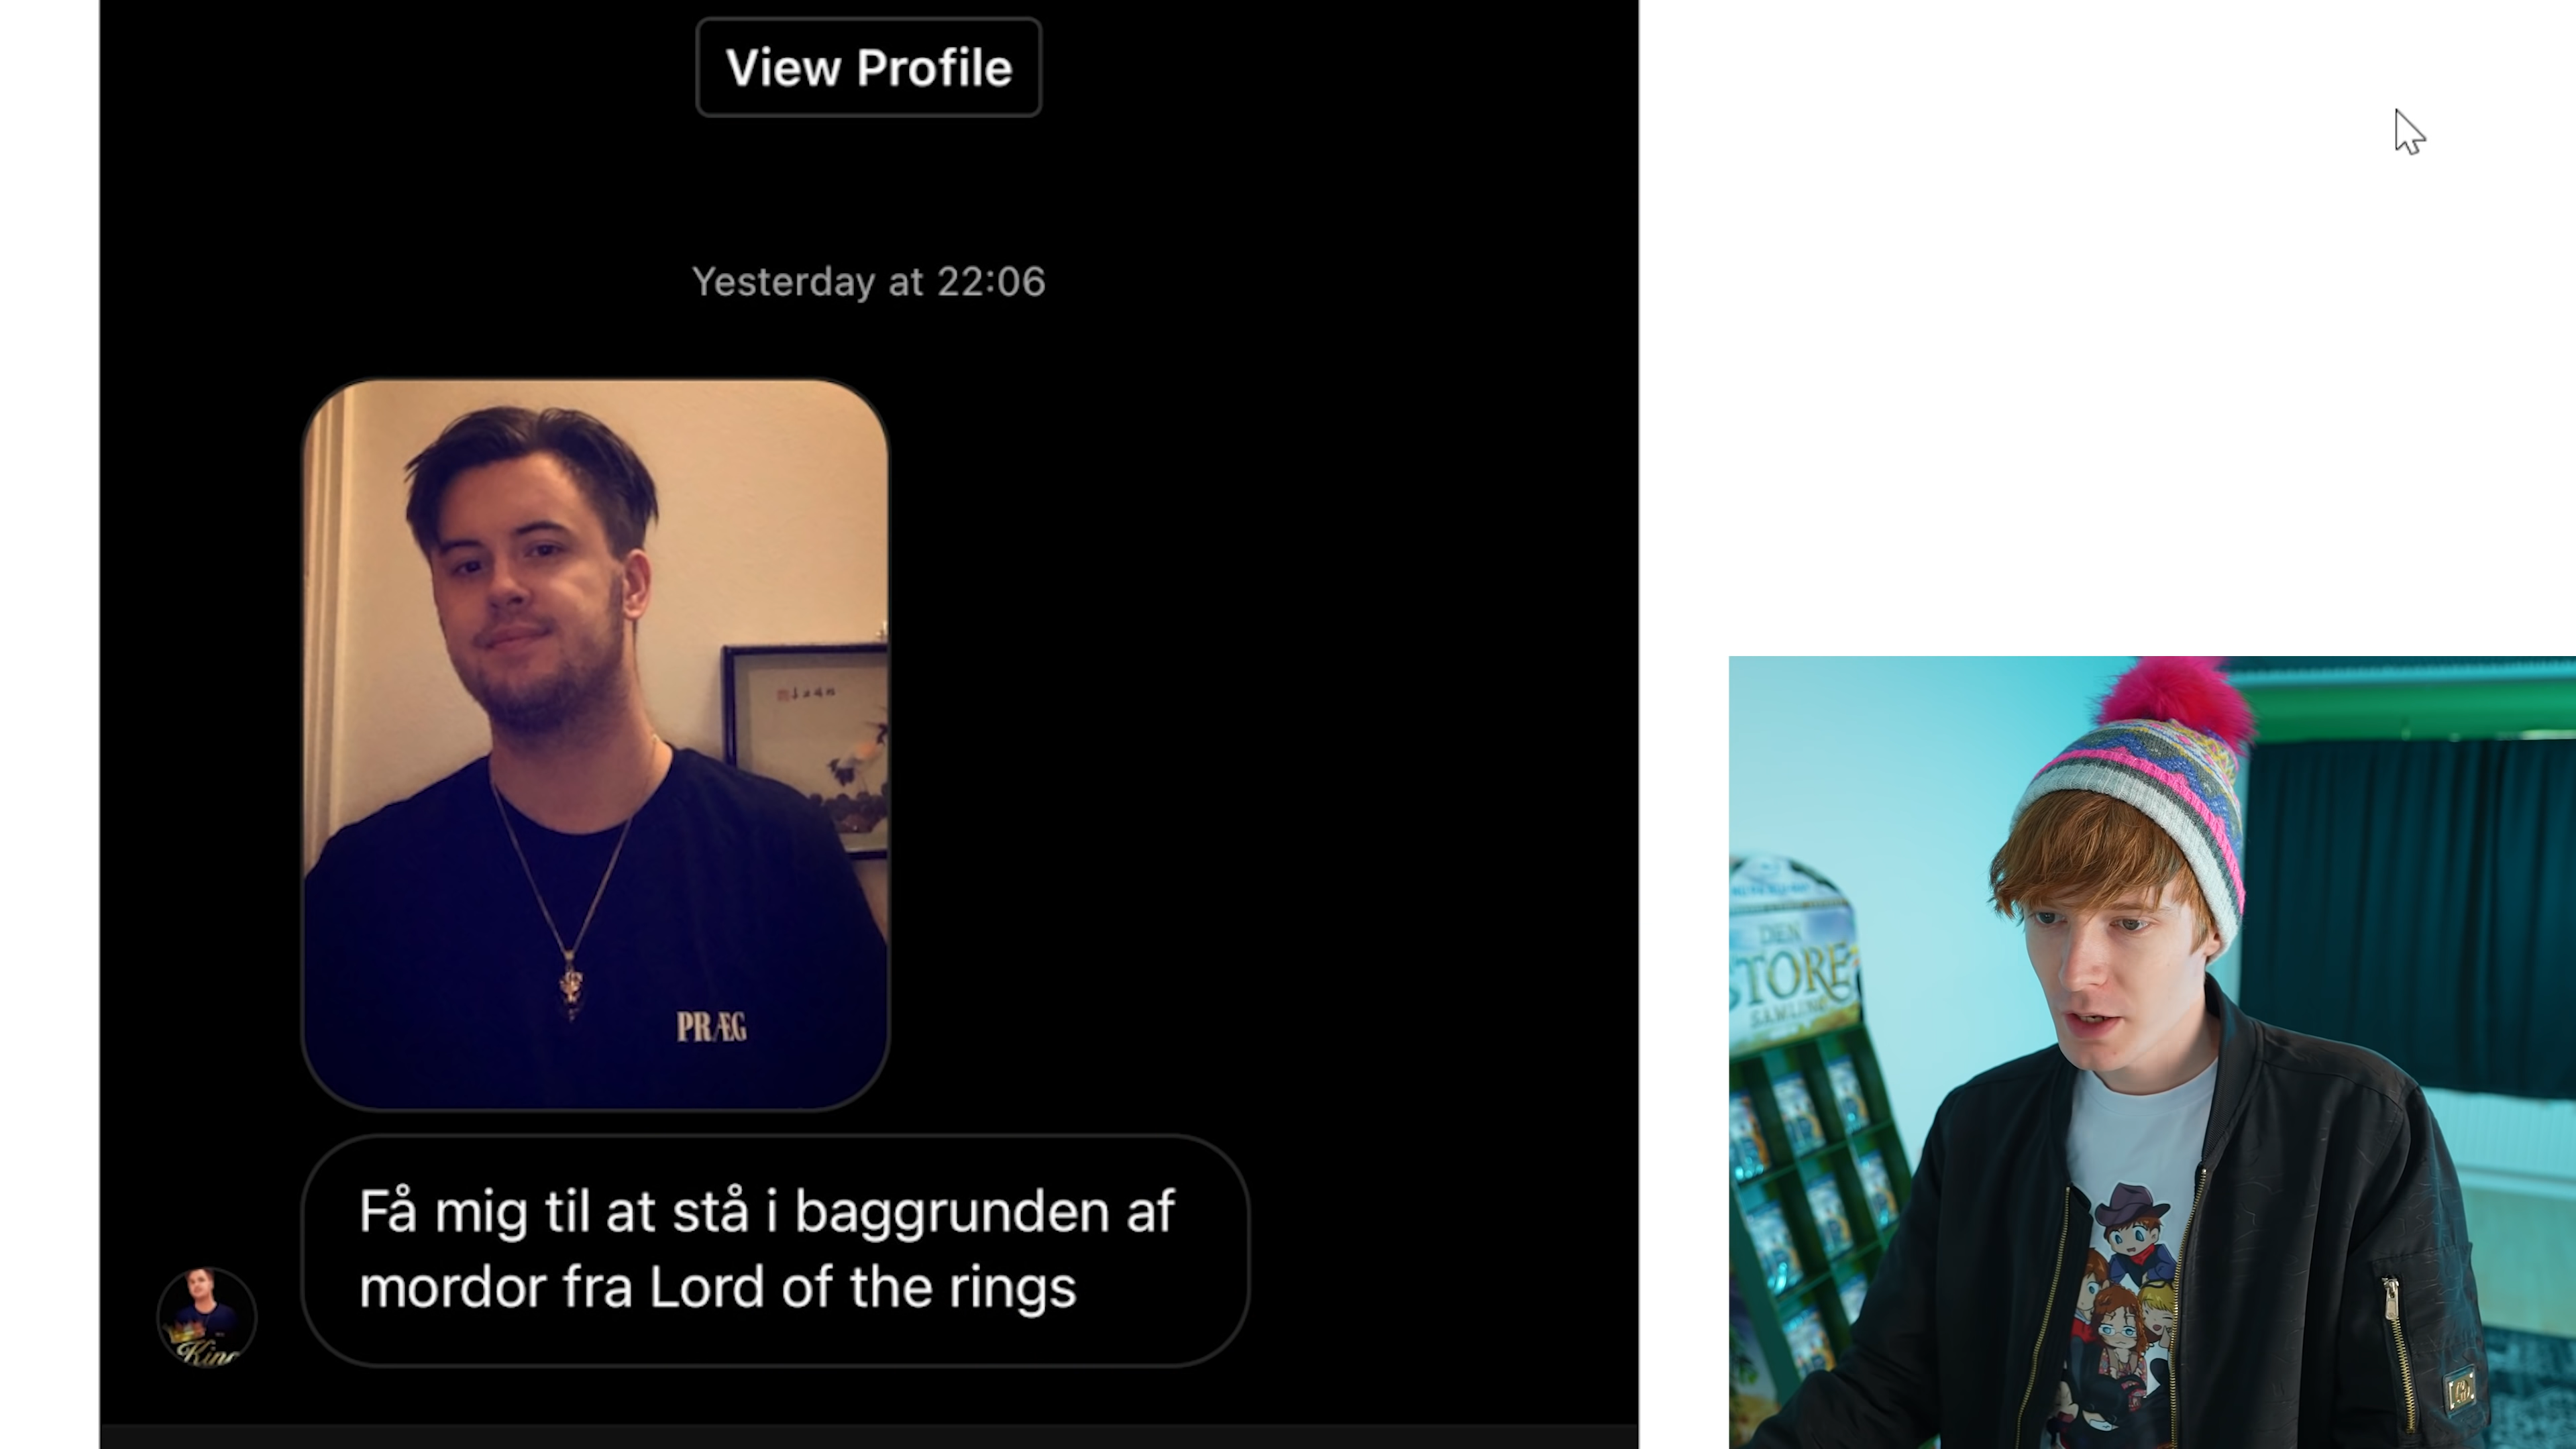 View Profile
Yesterday at 22:06
PRÆG
Få mig til at stå i baggrunden af
mordor fra Lord of the rings
King
DEN
STORE
SAMLING